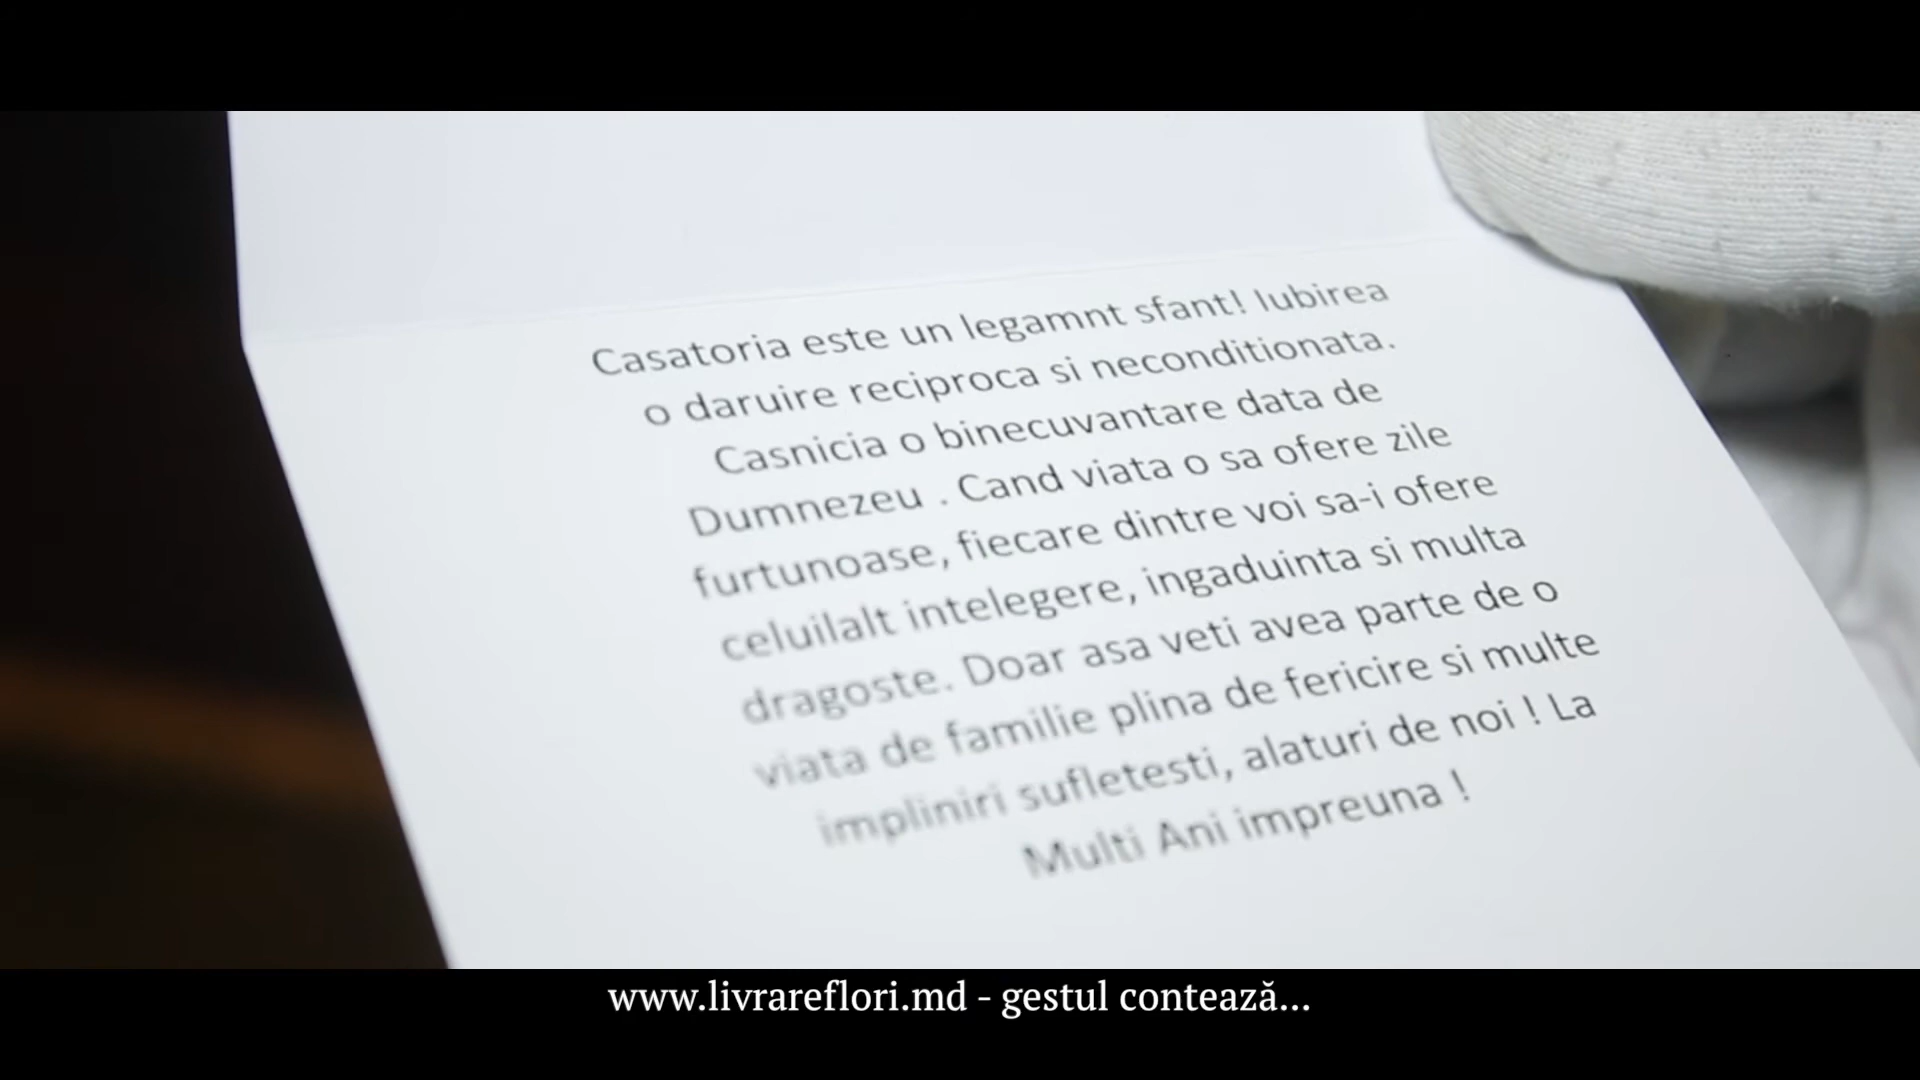 Casatoria este un legamnt sfant! Iubirea
o daruire reciproca si neconditionata.
Casnicia o binecuvantare data de
Dumnezeu . Cand viata o sa ofere zile
furtunoase, fiecare dintre voi sa-i ofere
celuilalt intelegere, ingaduinta si multa
dragoste. Doar asa veti avea parte de o
viata de familie plina de fericire si multe
impliniri sufletesti, alaturi de noi ! La
Multi Ani impreuna !
www.livrareflori.md - gestul contează...